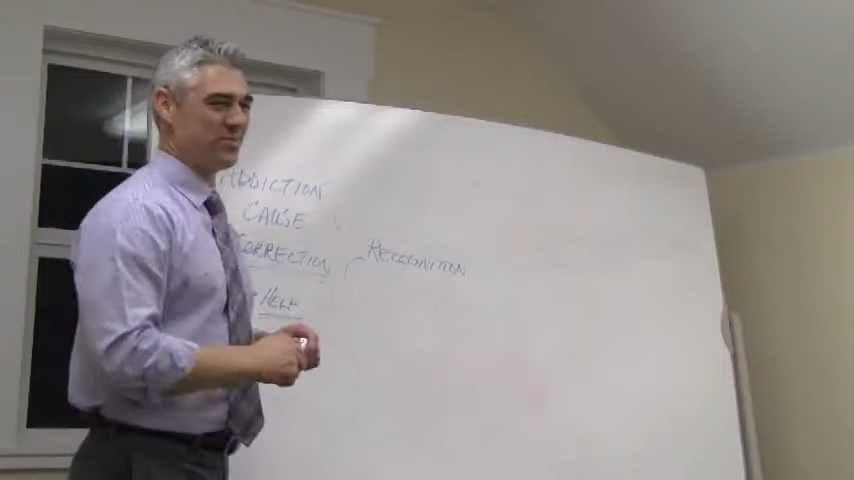 ADDICTION
CAUSE
CORRECTION
RECOGNITION
HELP